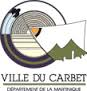 VILLE DU CARBET
DÉPARTEMENT DE LA MARTINIQUE